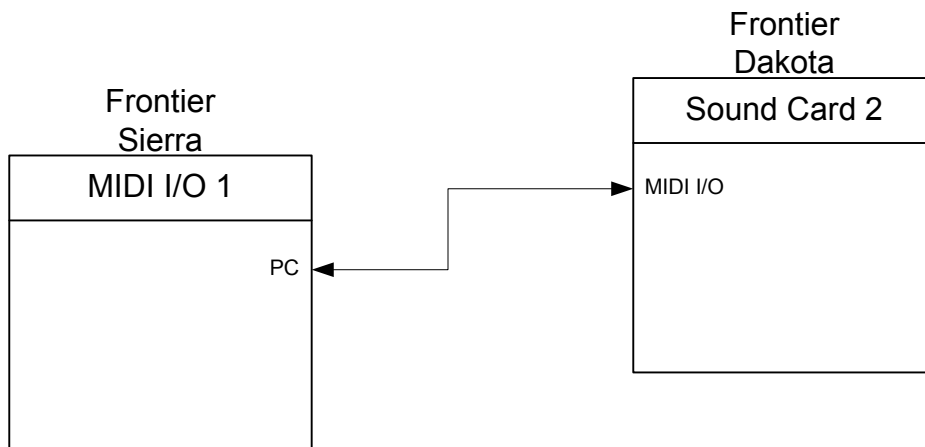 Frontier
Dakota
Sound Card 2
MIDI I/O
Frontier
Sierra
MIDI I/O 1
PC